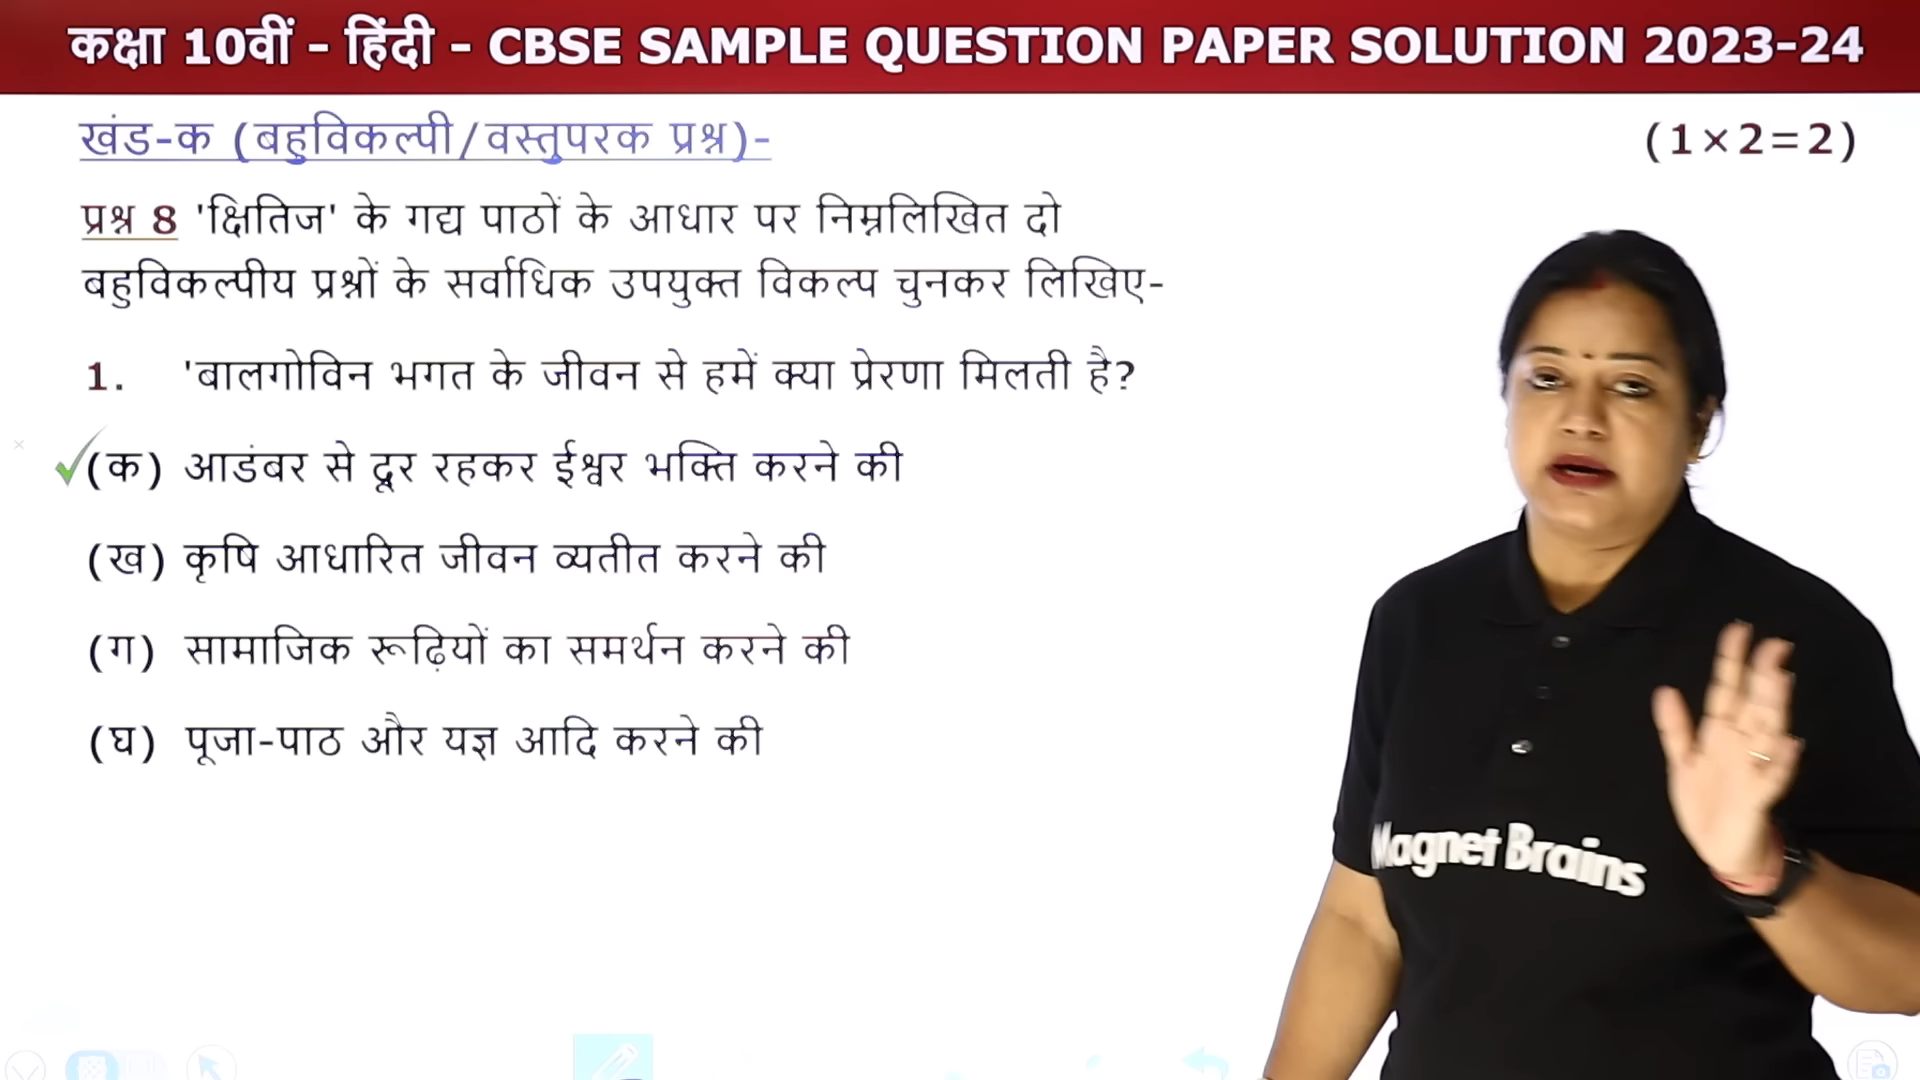 कक्षा 10वीं - हिंदी - CBSE SAMPLE QUESTION PAPER SOLUTION 2023-24
खंड-क (बहुविकल्पी/वस्तुपरक प्रश्न)-
(1×2=2)
प्रश्न 8 'क्षितिज' के गद्य पाठों के आधार पर निम्नलिखित दो
बहुविकल्पीय प्रश्नों के सर्वाधिक उपयुक्त विकल्प चुनकर लिखिए-
1. 'बालगोविन भगत के जीवन से हमें क्या प्रेरणा मिलती है?
(क) आडंबर से दूर रहकर ईश्वर भक्ति करने की
(ख) कृषि आधारित जीवन व्यतीत करने की
(ग) सामाजिक रूढ़ियों का समर्थन करने की
(घ) पूजा-पाठ और यज्ञ आदि करने की
Magnet Brains